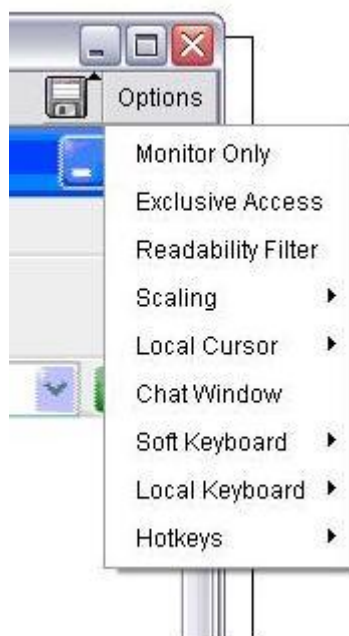 Options
Monitor Only
Exclusive Access
Readability Filter
Scaling
Local Cursor
Chat Window
Soft Keyboard
Local Keyboard
Hotkeys